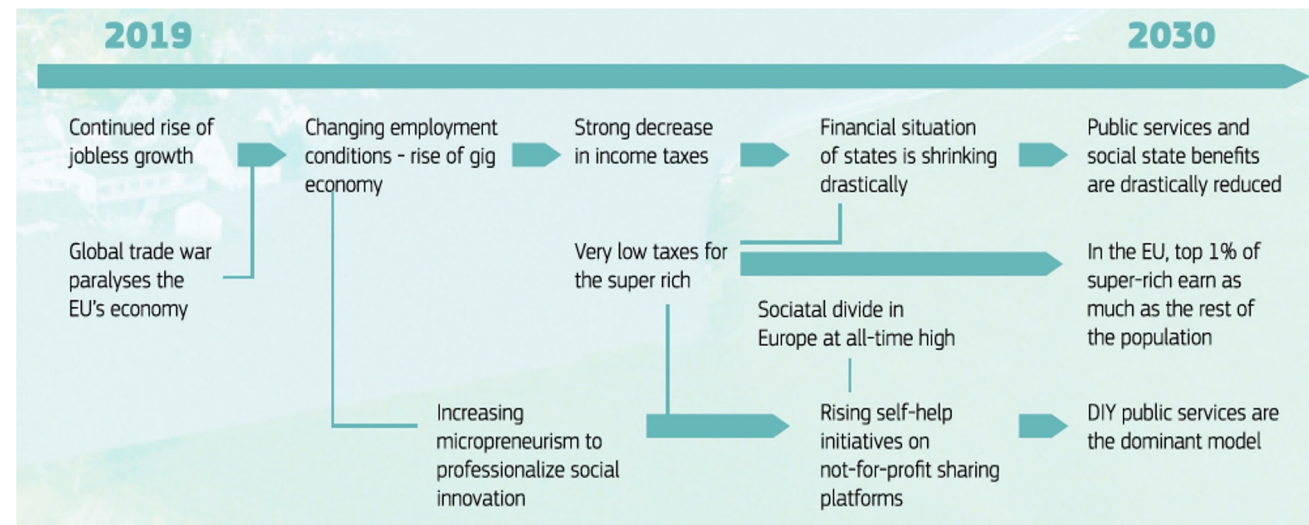 2019
2030
Continued rise of
jobless growth
Changing employment
conditions - rise of gig
economy
Strong decrease
in income taxes
Financial situation
of states is shrinking
drastically
Public services and
social state benefits
are drastically reduced
Global trade war
paralyses the
EU's economy
Very low taxes for
the super rich
In the EU, top 1% of
super-rich earn as
much as the rest of
the population
Sociatal divide in
Europe at all-time high
Increasing
micropreneurism to
professionalize social
innovation
Rising self-help
initiatives on
not-for-profit sharing
platforms
DIY public services are
the dominant model